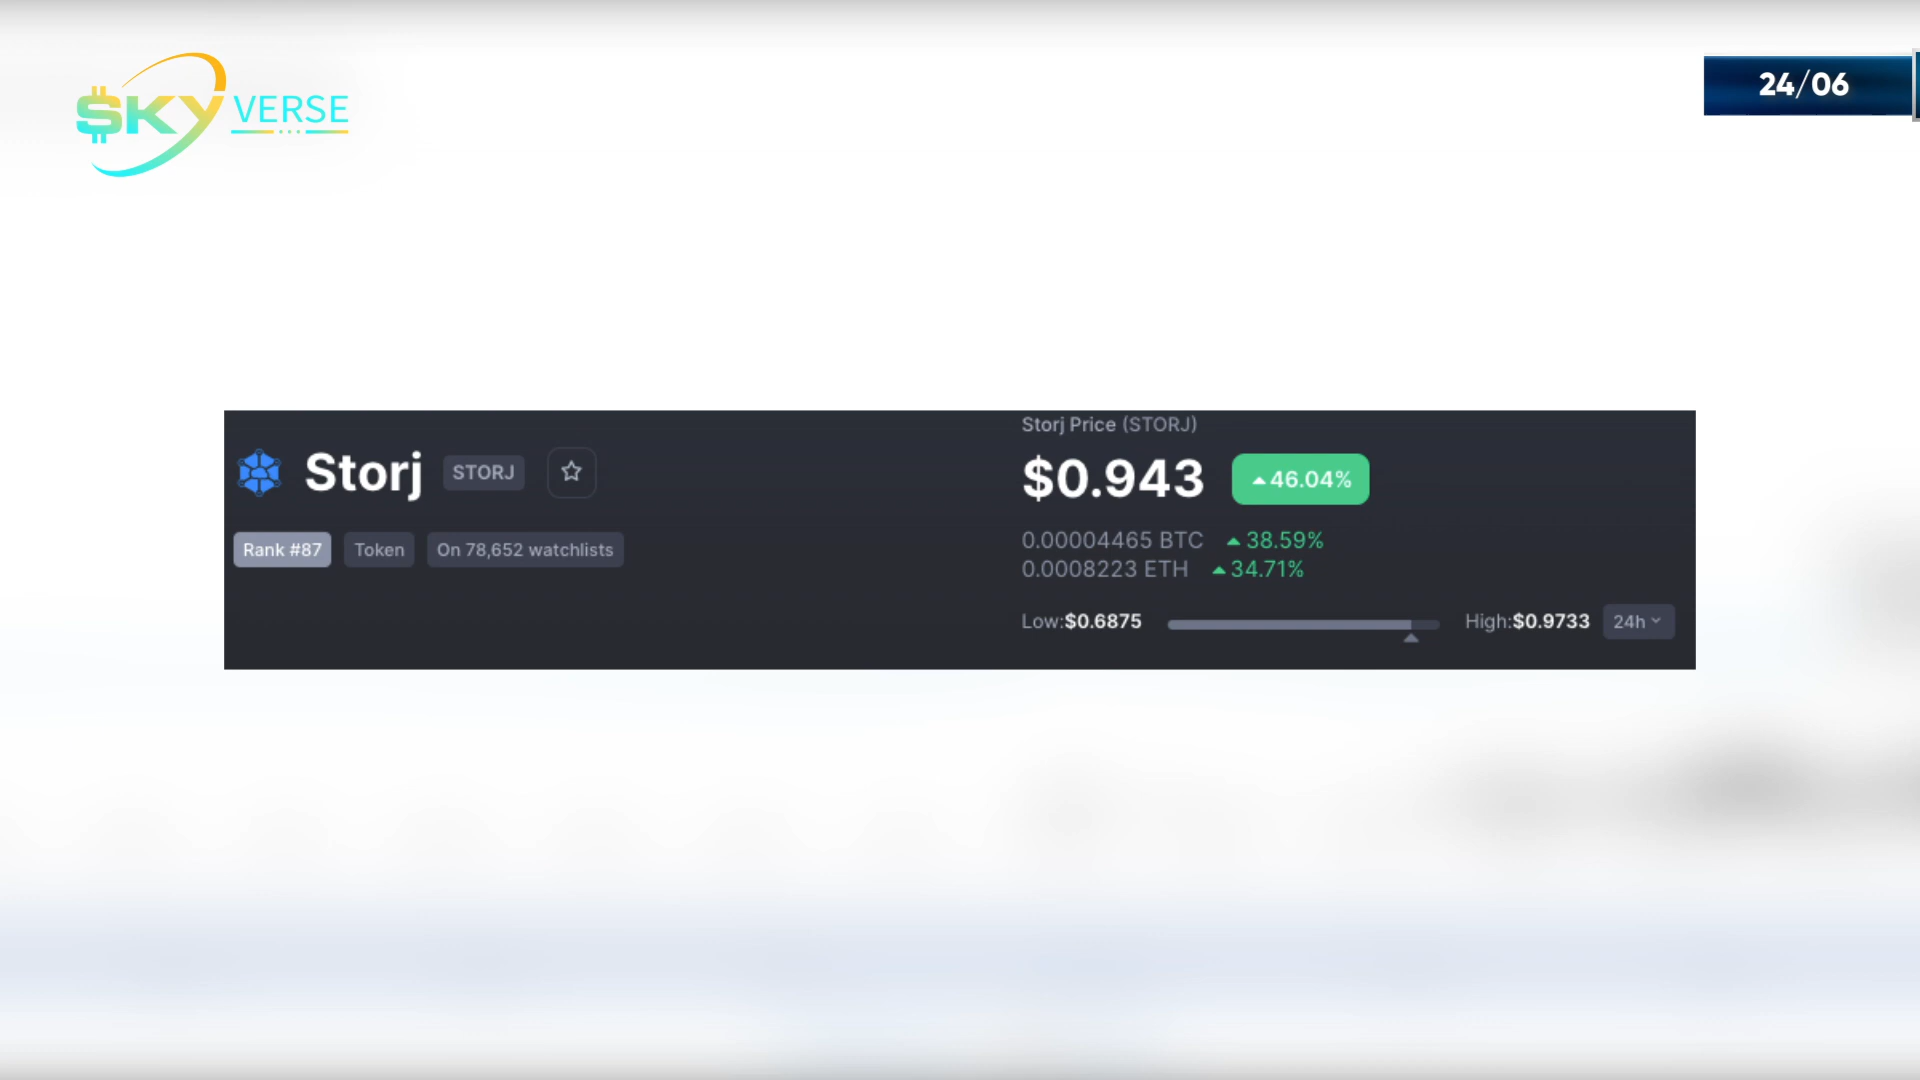 $KY VERSE
24/06
Storj STORJ
Rank #87 Token On 78,652 watchlists
Storj Price (STORJ)
$0.943 46.04%
0.00004465 BTC 38.59%
0.0008223 ETH 34.71%
Low:$0.6875 High:$0.9733 24h